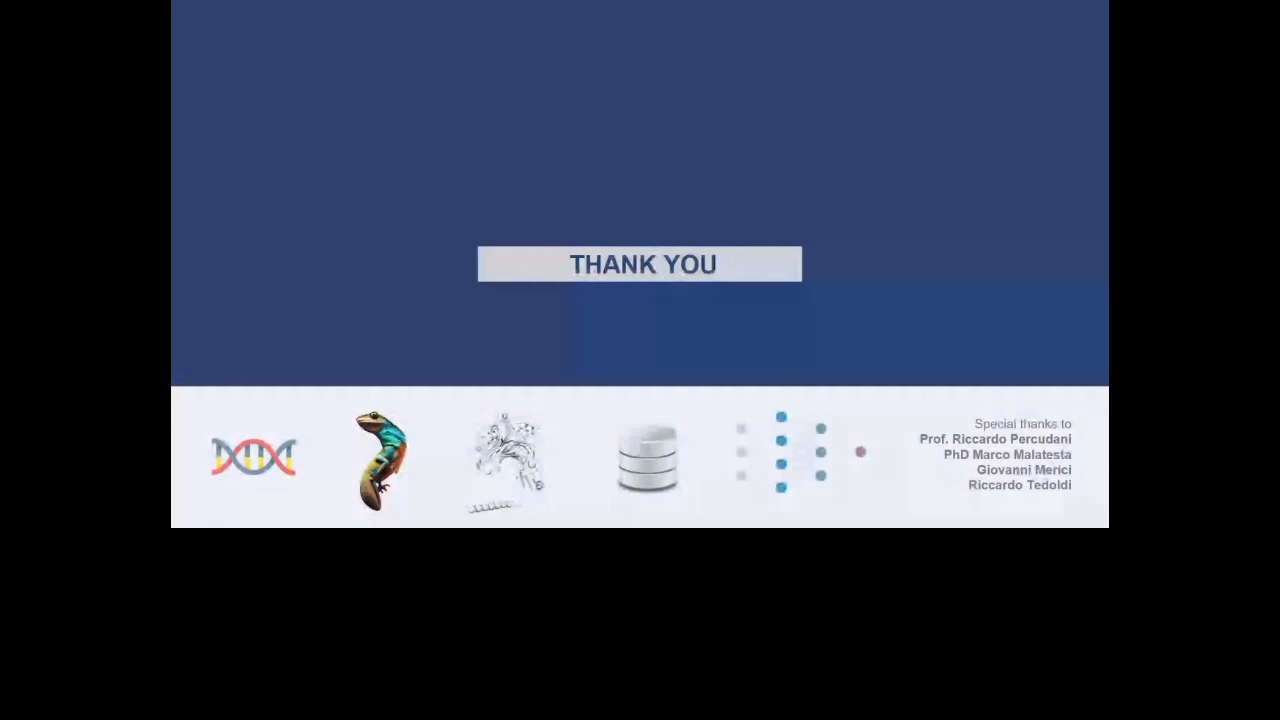 THANK YOU
Special thanks to
Prof. Riccardo Percudani
PhD Marco Malatesta
Giovanni Merici
Riccardo Tedoldi